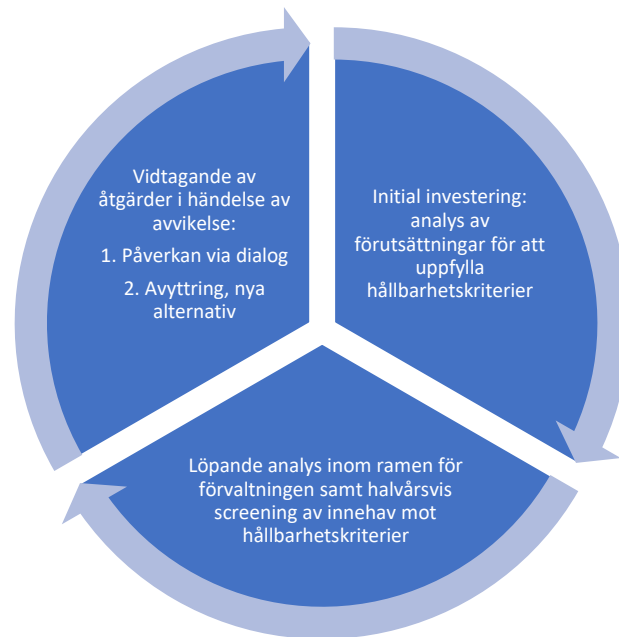 Initial investering:
analys av
förutsättningar för att
uppfylla
hållbarhetskriterier
Löpande analys inom ramen för
förvaltningen samt halvårsvis
screening av innehav mot
hållbarhetskriterier
Vidtagande av
åtgärder i händelse av
avvikelse:
1. Påverkan via dialog
2. Avyttring, nya
alternativ